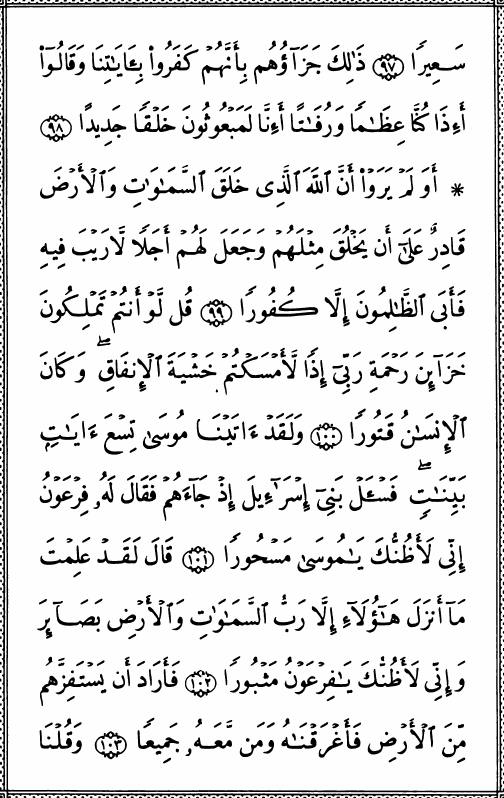 سَعِيرًا ٩٧ ذَٰلِكَ جَزَآؤُهُم بِأَنَّهُمْ كَفَرُوا۟ بِـَٔايَـٰتِنَا وَقَالُوٓا۟
أَءِذَا كُنَّا عِظَـٰمًا وَرُفَـٰتًا أَءِنَّا لَمَبْعُوثُونَ خَلْقًا جَدِيدًا ٩٨
* أَوَلَمْ يَرَوْا۟ أَنَّ ٱللَّهَ ٱلَّذِى خَلَقَ ٱلسَّمَـٰوَٰتِ وَٱلْأَرْضَ
قَادِرٌ عَلَىٰٓ أَن يَخْلُقَ مِثْلَهُمْ وَجَعَلَ لَهُمْ أَجَلًا لَّا رَيْبَ فِيهِ
فَأَبَى ٱلظَّـٰلِمُونَ إِلَّا كُفُورًا ٩٩ قُل لَّوْ أَنتُمْ تَمْلِكُونَ
خَزَآئِنَ رَحْمَةِ رَبِّىٓ إِذًا لَّأَمْسَكْتُمْ خَشْيَةَ ٱلْإِنفَاقِ ۖ وَكَانَ
ٱلْإِنسَـٰنُ قَتُورًا ١٠٠ وَلَقَدْ ءَاتَيْنَا مُوسَىٰ تِسْعَ ءَايَـٰتٍۭ
بَيِّنَـٰتٍ ۖ فَسْـَٔلْ بَنِىٓ إِسْرَٰٓءِيلَ إِذْ جَآءَهُمْ فَقَالَ لَهُۥ فِرْعَوْنُ
إِنِّى لَأَظُنُّكَ يَـٰمُوسَىٰ مَسْحُورًا ١٠١ قَالَ لَقَدْ عَلِمْتَ
مَآ أَنزَلَ هَـٰٓؤُلَآءِ إِلَّا رَبُّ ٱلسَّمَـٰوَٰتِ وَٱلْأَرْضِ بَصَآئِرَ
وَإِنِّى لَأَظُنُّكَ يَـٰفِرْعَوْنُ مَثْبُورًا ١٠٢ فَأَرَادَ أَن يَسْتَفِزَّهُم
مِّنَ ٱلْأَرْضِ فَأَغْرَقْنَـٰهُ وَمَن مَّعَهُۥ جَمِيعًا ١٠٣ وَقُلْنَا